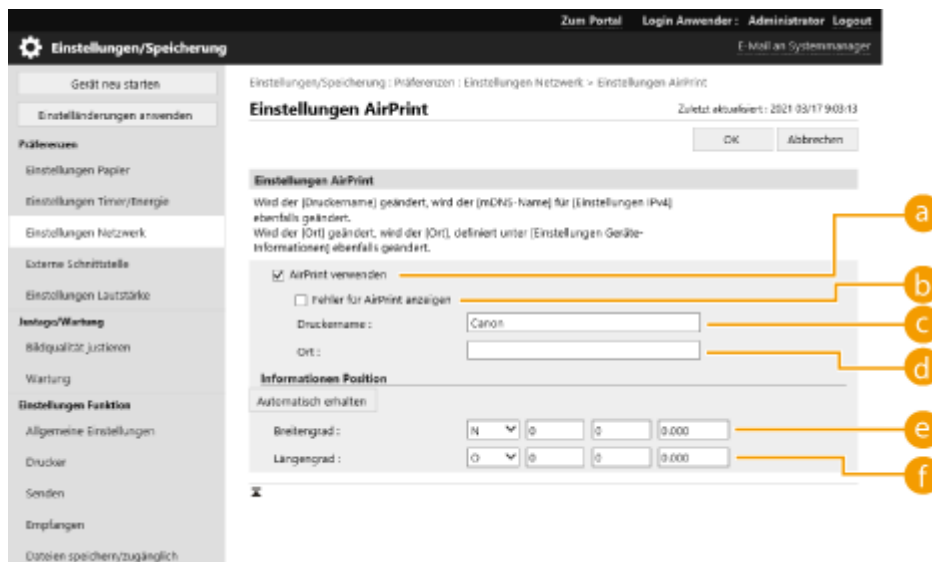 Zum Portal Login Anwender : Administrator Logout
Einstellungen/Speicherung
E-Mail an Systemmanager
Gerät neu starten
Einstelländerungen anwenden
Präferenzen
Einstellungen Papier
Einstellungen Timer/Energie
Einstellungen Netzwerk
Externe Schnittstelle
Einstellungen Lautstärke
Justage/Wartung
Bildqualität justieren
Wartung
Einstellungen Funktion
Allgemeine Einstellungen
Drucker
Senden
Empfangen
Dateien speichern/zugänglich
Einstellungen/Speicherung : Präferenzen : Einstellungen Netzwerk > Einstellungen AirPrint
Einstellungen AirPrint
Zuletzt aktualisiert : 2021 03/17 9:03:13
OK Abbrechen
Einstellungen AirPrint
Wird der [Druckername] geändert, wird der [mDNS-Name] für [Einstellungen IPv4]
ebenfalls geändert.
Wird der [Ort] geändert, wird der [Ort], definiert unter [Einstellungen Geräte-
Informationen] ebenfalls geändert.
AirPrint verwenden
Fehler für AirPrint anzeigen
Druckername : Canon
Ort :
Informationen Position
Automatisch erhalten
Breitengrad : N 0 0 0.000
Längengrad : O 0 0 0.000
a
b
c
d
e
f